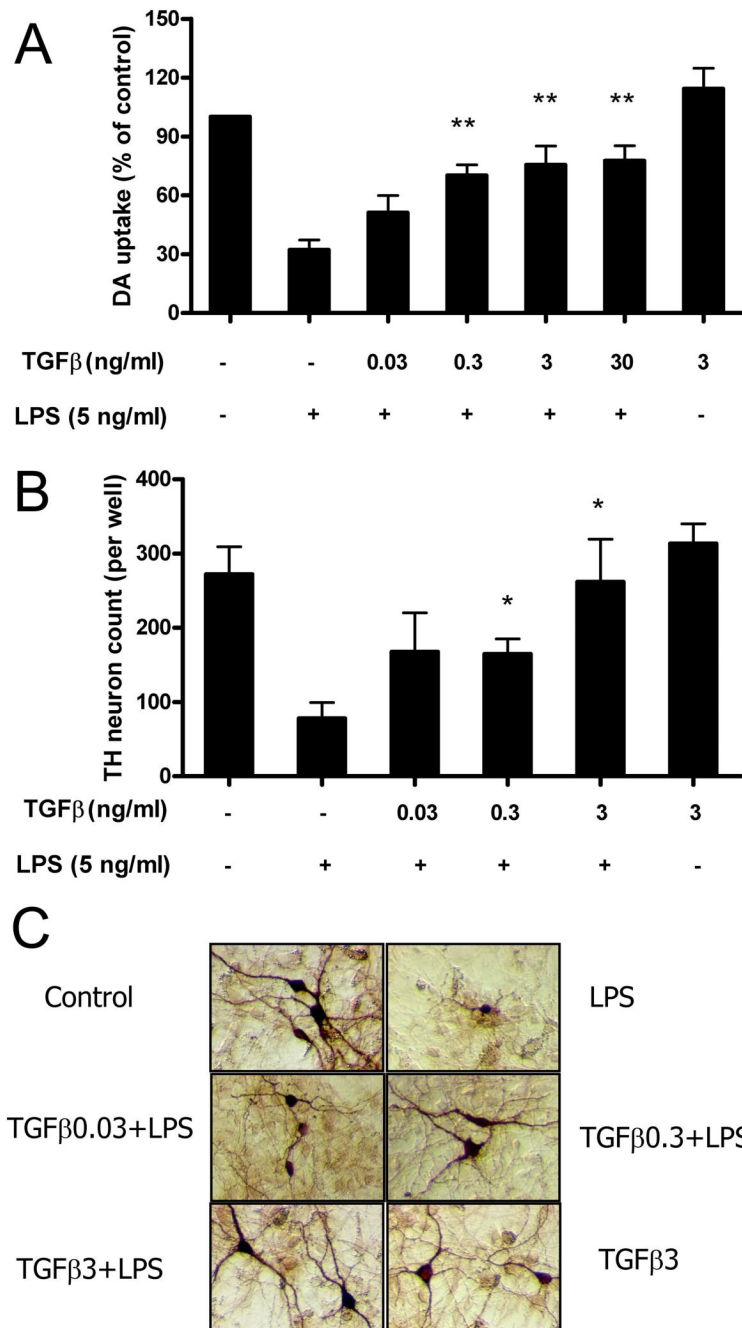 A
DA uptake (% of control)
150
120
90
60
30
0
** ** **
TGFβ (ng/ml) - - 0.03 0.3 3 30 3
LPS (5 ng/ml) - + + + + + -
B
TH neuron count (per well)
400
300
200
100
0
* *
TGFβ (ng/ml) - - 0.03 0.3 3 3
LPS (5 ng/ml) - + + + + -
C
Control LPS
TGFβ0.03+LPS TGFβ0.3+LPS
TGFβ3+LPS TGFβ3